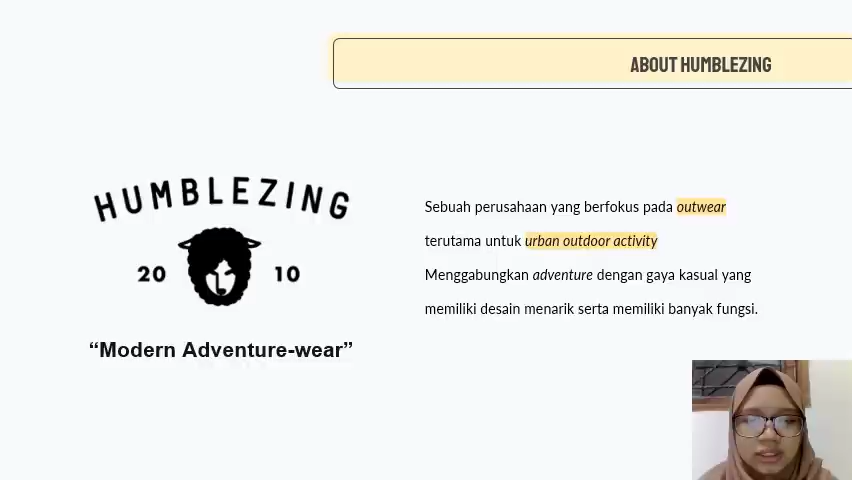 ABOUT HUMBLEZING
HUMBLEZING
20 10
“Modern Adventure-wear”
Sebuah perusahaan yang berfokus pada outwear
terutama untuk urban outdoor activity
Menggabungkan adventure dengan gaya kasual yang
memiliki desain menarik serta memiliki banyak fungsi.